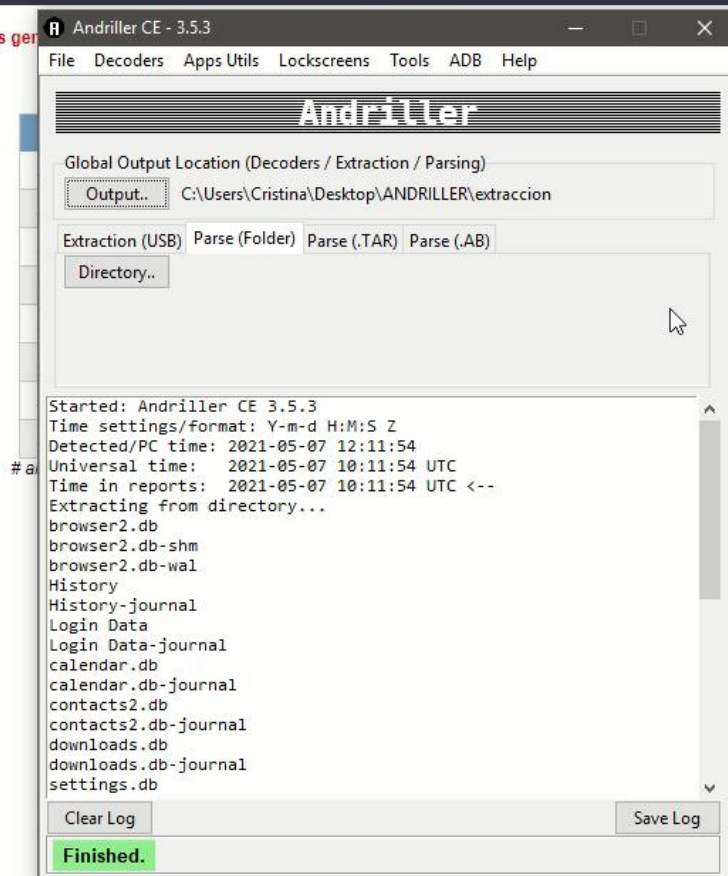 s ger
Andriller CE - 3.5.3
File Decoders Apps Utils Lockscreens Tools ADB Help
Andriller
Global Output Location (Decoders / Extraction / Parsing)
Output.. C:\Users\Cristina\Desktop\ANDRILLER\extraccion
Extraction (USB) Parse (Folder) Parse (.TAR) Parse (.AB)
Directory..
Started: Andriller CE 3.5.3
Time settings/format: Y-m-d H:M:S Z
Detected/PC time: 2021-05-07 12:11:54
Universal time: 2021-05-07 10:11:54 UTC
# a
Time in reports: 2021-05-07 10:11:54 UTC <--
Extracting from directory...
browser2.db
browser2.db-shm
browser2.db-wal
History
History-journal
Login Data
Login Data-journal
calendar.db
calendar.db-journal
contacts2.db
contacts2.db-journal
downloads.db
downloads.db-journal
settings.db
Clear Log Save Log
Finished.